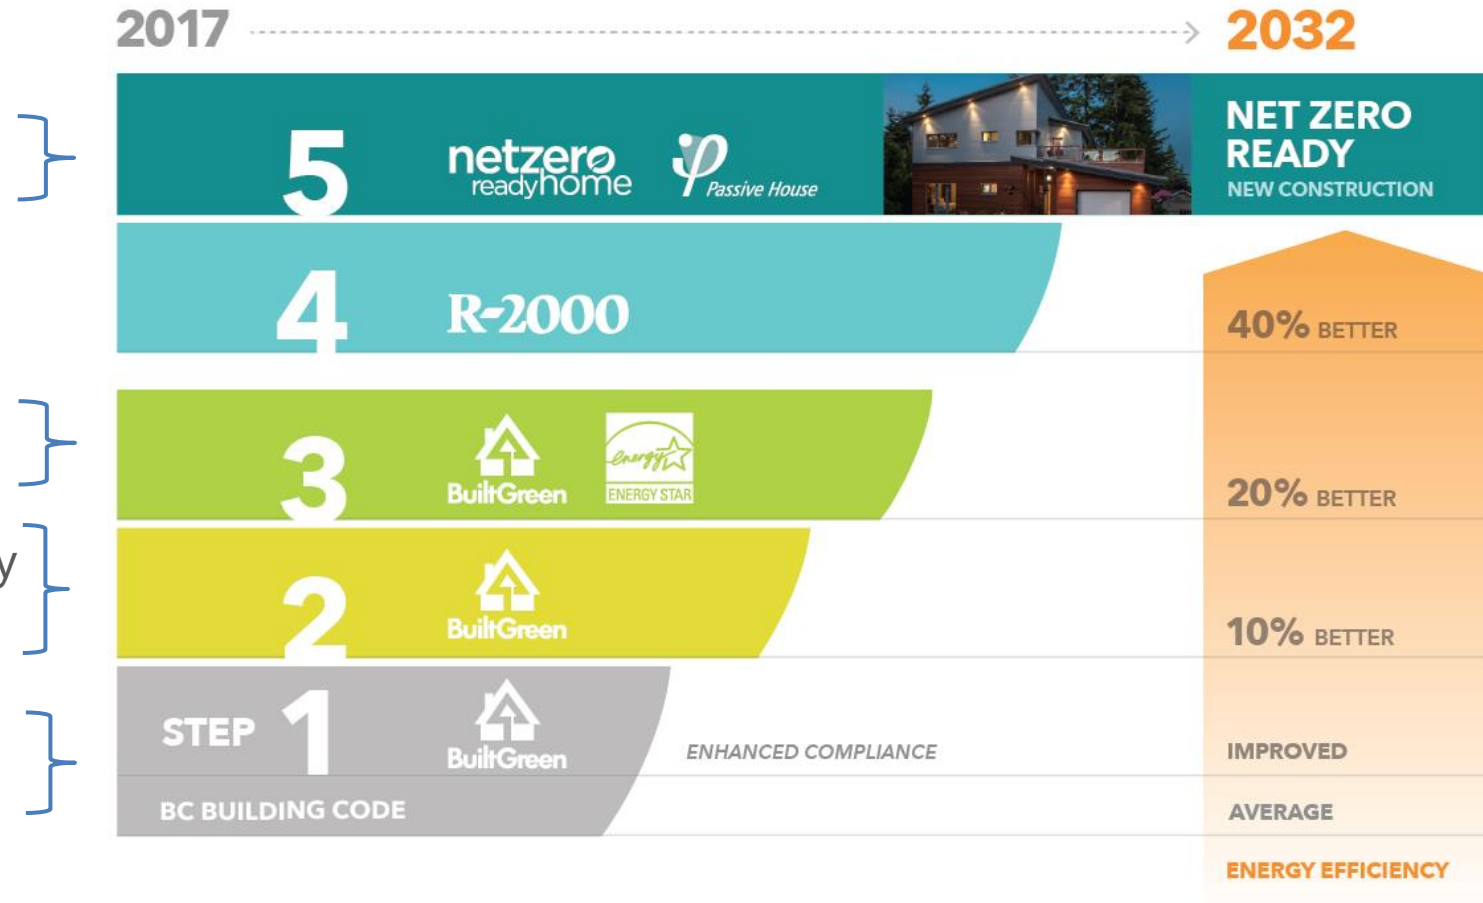 2017
2032
5
netzero
readyhome
Passive House
NET ZERO
READY
NEW CONSTRUCTION
4
R-2000
40% BETTER
3
BuiltGreen
energy
ENERGY STAR
20% BETTER
y
2
BuiltGreen
10% BETTER
STEP 1
BuiltGreen
ENHANCED COMPLIANCE
IMPROVED
BC BUILDING CODE
AVERAGE
ENERGY EFFICIENCY